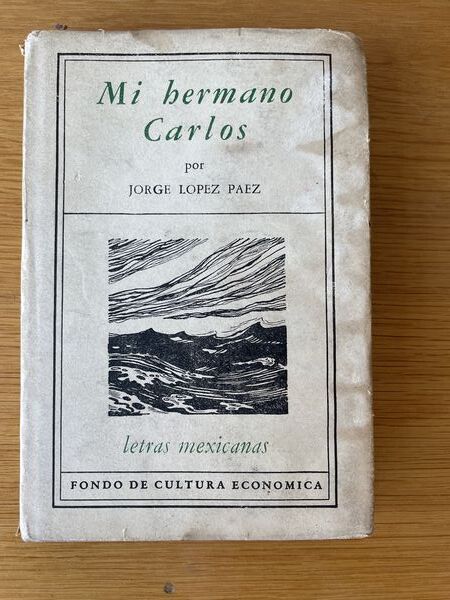 Mi hermano
Carlos
por
JORGE LOPEZ PAEZ
letras mexicanas
FONDO DE CULTURA ECONOMICA